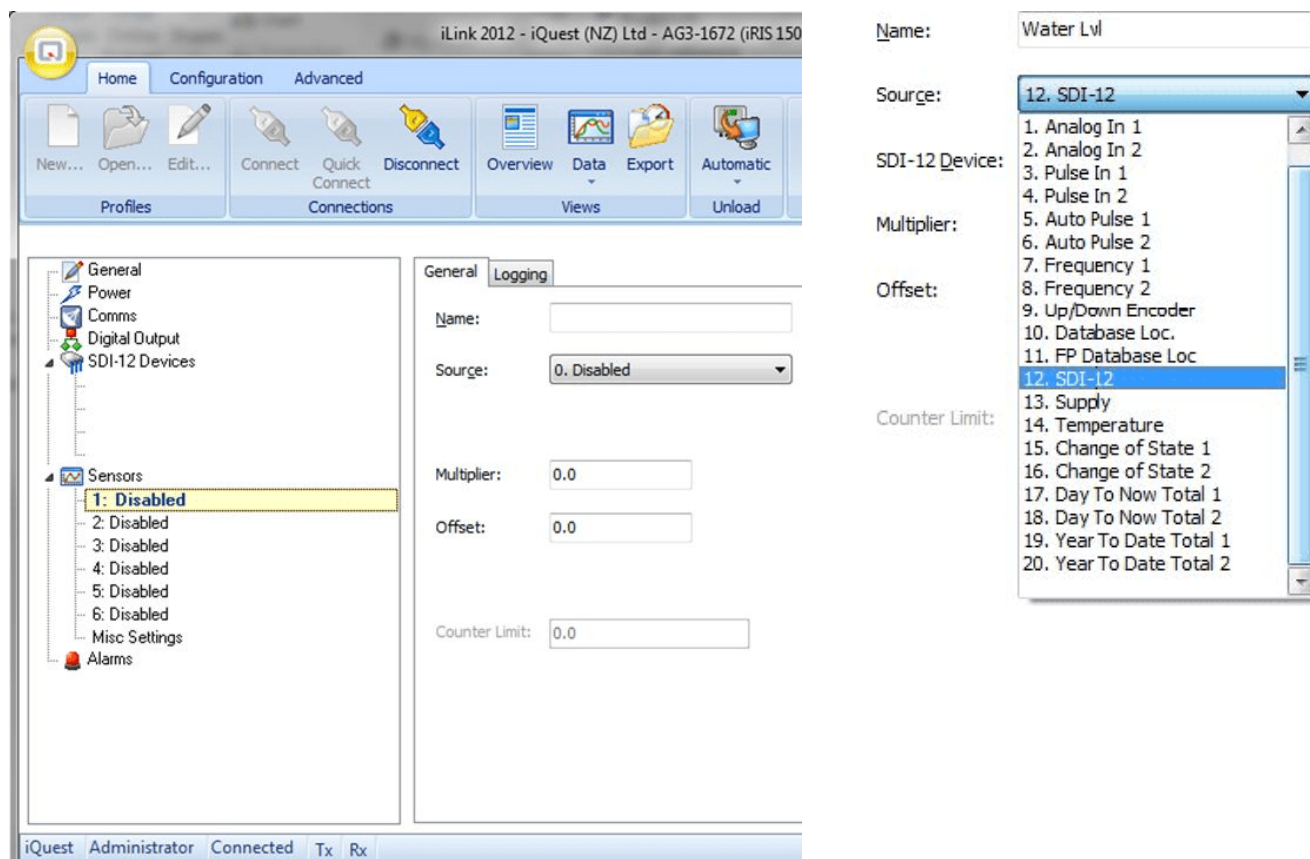 iLink 2012 - iQuest (NZ) Ltd - AG3-1672 (iRIS 150
Home Configuration Advanced
New... Open... Edit... Connect Quick Connect Disconnect Overview Data Export Automatic
Profiles Connections Views Unload
General
Power
Comms
Digital Output
SDI-12 Devices
Sensors
1: Disabled
2: Disabled
3: Disabled
4: Disabled
5: Disabled
6: Disabled
Misc Settings
Alarms
General Logging
Name:
Source: 0. Disabled
Multiplier: 0.0
Offset: 0.0
Counter Limit: 0.0
iQuest Administrator Connected Tx Rx
Name: Water Lvl
Source: 12. SDI-12
SDI-12 Device:
Multiplier:
Offset:
Counter Limit:
1. Analog In 1
2. Analog In 2
3. Pulse In 1
4. Pulse In 2
5. Auto Pulse 1
6. Auto Pulse 2
7. Frequency 1
8. Frequency 2
9. Up/Down Encoder
10. Database Loc.
11. FP Database Loc
12. SDI-12
13. Supply
14. Temperature
15. Change of State 1
16. Change of State 2
17. Day To Now Total 1
18. Day To Now Total 2
19. Year To Date Total 1
20. Year To Date Total 2